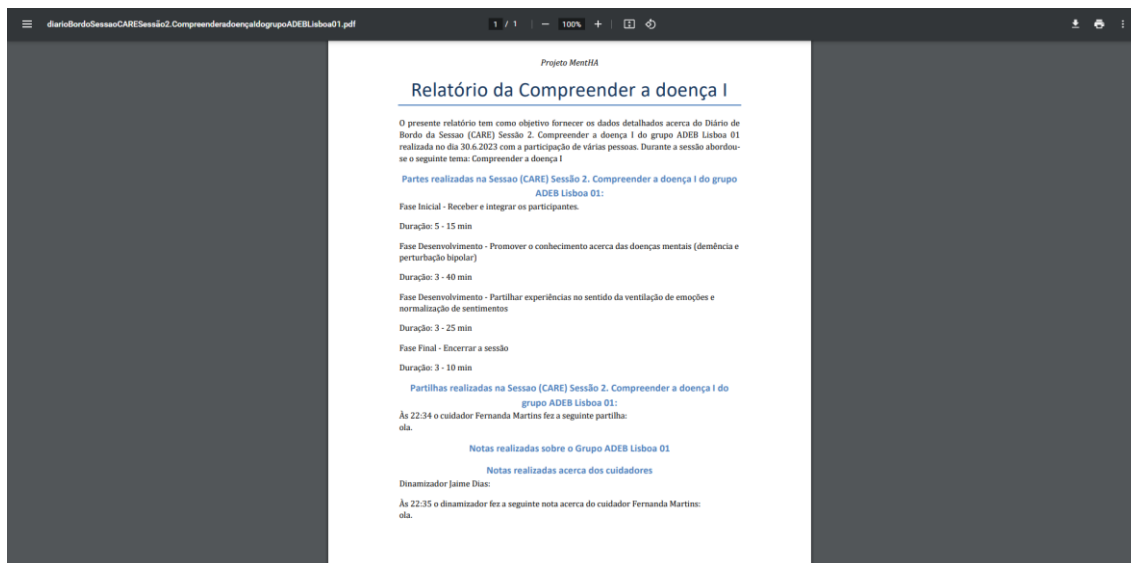 diarioBordoSessaoCARESessão2.CompreenderadoençaIdogrupoADEBLisboa01.pdf
1 / 1
100%
Projeto MentHA
Relatório da Compreender a doença I
O presente relatório tem como objetivo fornecer os dados detalhados acerca do Diário de
Bordo da Sessao (CARE) Sessão 2. Compreender a doença I do grupo ADEB Lisboa 01
realizada no dia 30.6.2023 com a participação de várias pessoas. Durante a sessão abordou-
se o seguinte tema: Compreender a doença I
Partes realizadas na Sessao (CARE) Sessão 2. Compreender a doença I do grupo
ADEB Lisboa 01:
Fase Inicial - Receber e integrar os participantes.
Duração: 5 - 15 min
Fase Desenvolvimento - Promover o conhecimento acerca das doenças mentais (demência e
perturbação bipolar)
Duração: 3 - 40 min
Fase Desenvolvimento - Partilhar experiências no sentido da ventilação de emoções e
normalização de sentimentos
Duração: 3 - 25 min
Fase Final - Encerrar a sessão
Duração: 3 - 10 min
Partilhas realizadas na Sessao (CARE) Sessão 2. Compreender a doença I do
grupo ADEB Lisboa 01:
Às 22:34 o cuidador Fernanda Martins fez a seguinte partilha:
ola.
Notas realizadas sobre o Grupo ADEB Lisboa 01
Notas realizadas acerca dos cuidadores
Dinamizador Jaime Dias:
Às 22:35 o dinamizador fez a seguinte nota acerca do cuidador Fernanda Martins:
ola.